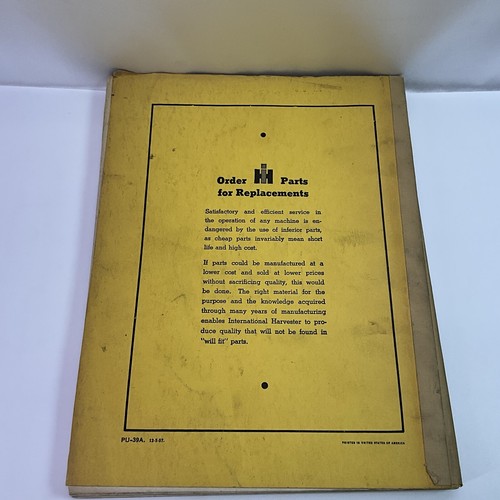 Order IH Parts
for Replacements
Satisfactory and efficient service in
the operation of any machine is en-
dangered by the use of inferior parts,
as cheap parts invariably mean short
life and high cost.
If parts could be manufactured at a
lower cost and sold at lower prices
without sacrificing quality, this would
be done. The right material for the
purpose and the knowledge acquired
through many years of manufacturing
enables International Harvester to pro-
duce quality that will not be found in
"will fit" parts.
PU-39A. 12-5-57.
PRINTED IN UNITED STATES OF AMERICA